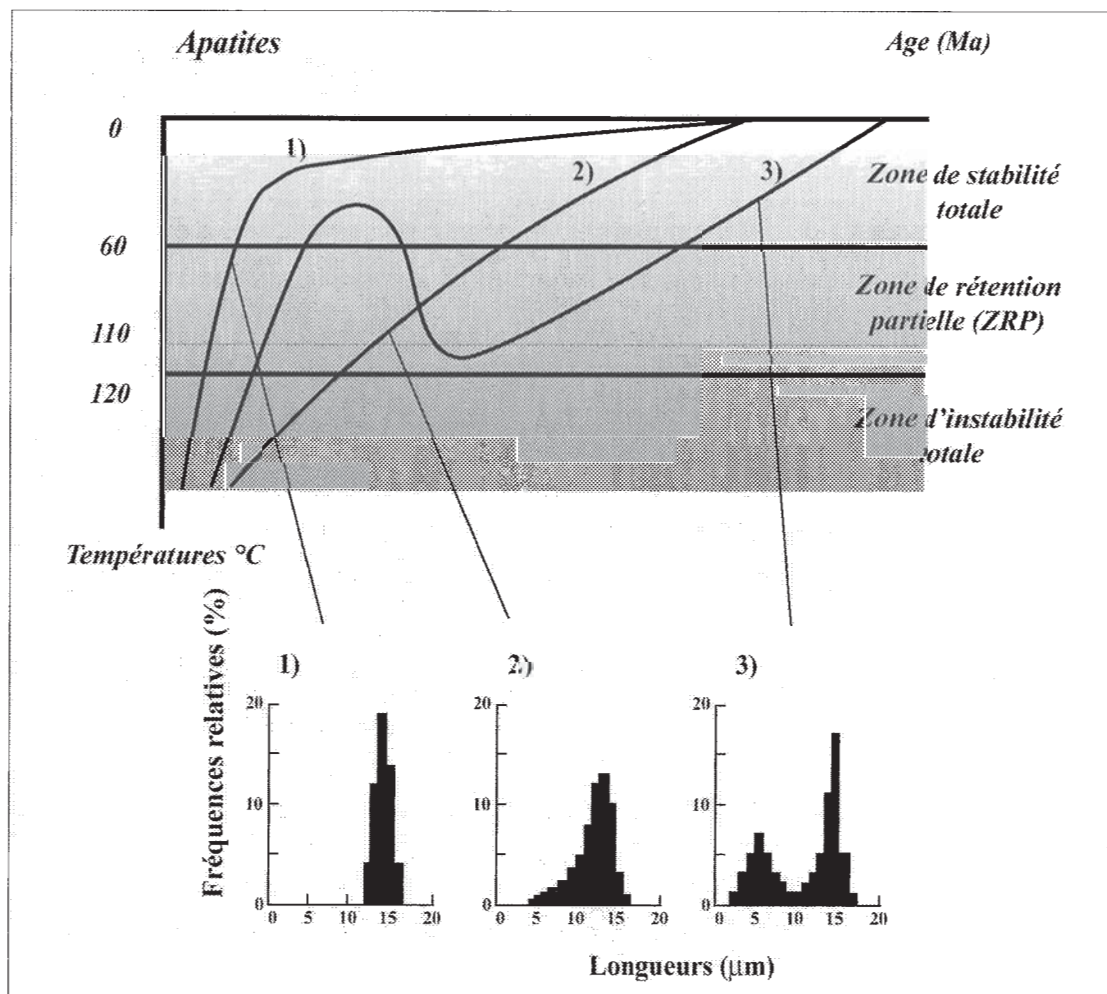 Apatites
Age (Ma)
0
1)
2)
3)
Zone de stabilité
totale
60
Zone de rétention
partielle (ZRP)
110
120
Zone d'instabilité
totale
Températures °C
Fréquences relatives (%)
1)
2)
3)
20
10
0
0 5 10 15 20
20
10
0
0 5 10 15 20
20
10
0
0 5 10 15 20
Longueurs (µm)